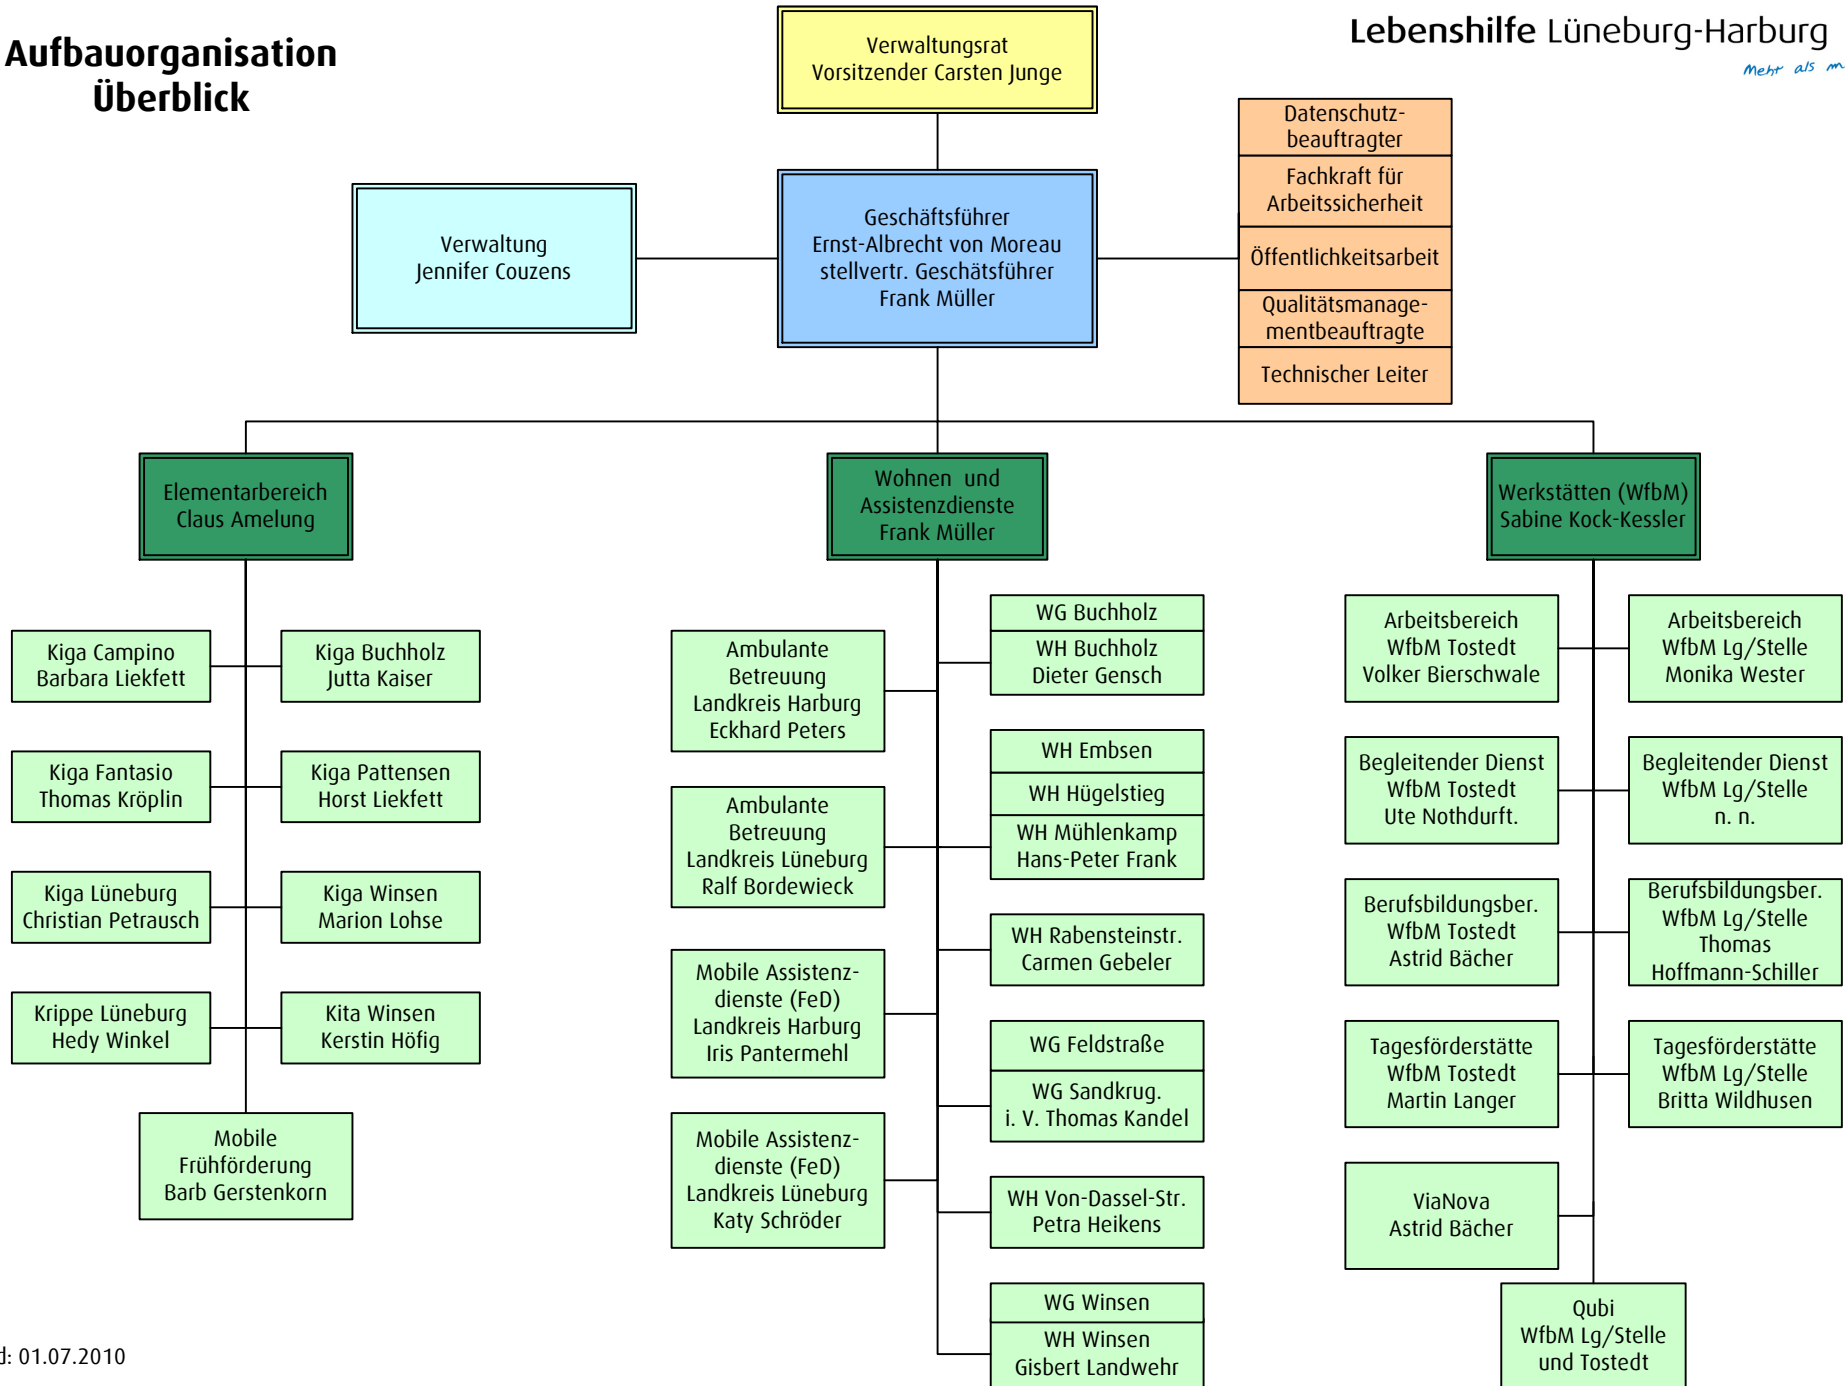 Aufbauorganisation
Überblick
Lebenshilfe Lüneburg-Harburg
Mehr als
Verwaltungsrat
Vorsitzender Carsten Junge
Datenschutz-
beauftragter
Fachkraft für
Arbeitssicherheit
Öffentlichkeitsarbeit
Qualitätsmanage-
mentbeauftragte
Technischer Leiter
Verwaltung
Jennifer Couzens
Geschäftsführer
Ernst-Albrecht von Moreau
stellvertr. Geschätsführer
Frank Müller
Elementarbereich
Claus Amelung
Wohnen und
Assistenzdienste
Frank Müller
Werkstätten (WfbM)
Sabine Kock-Kessler
Kiga Campino
Barbara Liekfett
Kiga Buchholz
Jutta Kaiser
Kiga Fantasio
Thomas Kröplin
Kiga Pattensen
Horst Liekfett
Kiga Lüneburg
Christian Petrausch
Kiga Winsen
Marion Lohse
Krippe Lüneburg
Hedy Winkel
Kita Winsen
Kerstin Höfig
Mobile
Frühförderung
Barb Gerstenkorn
Ambulante
Betreuung
Landkreis Harburg
Eckhard Peters
Ambulante
Betreuung
Landkreis Lüneburg
Ralf Bordewieck
Mobile Assistenz-
dienste (FeD)
Landkreis Harburg
Iris Pantermehl
Mobile Assistenz-
dienste (FeD)
Landkreis Lüneburg
Katy Schröder
WG Buchholz
WH Buchholz
Dieter Gensch
WH Embsen
WH Hügelstieg
WH Mühlenkamp
Hans-Peter Frank
WH Rabensteinstr.
Carmen Gebeler
WG Feldstraße
WG Sandkrug.
i. V. Thomas Kandel
WH Von-Dassel-Str.
Petra Heikens
WG Winsen
WH Winsen
Gisbert Landwehr
Arbeitsbereich
WfbM Tostedt
Volker Bierschwale
Arbeitsbereich
WfbM Lg/Stelle
Monika Wester
Begleitender Dienst
WfbM Tostedt
Ute Nothdurft.
Begleitender Dienst
WfbM Lg/Stelle
n. n.
Berufsbildungsber.
WfbM Tostedt
Astrid Bächer
Berufsbildungsber.
WfbM Lg/Stelle
Thomas
Hoffmann-Schiller
Tagesförderstätte
WfbM Tostedt
Martin Langer
Tagesförderstätte
WfbM Lg/Stelle
Britta Wildhusen
ViaNova
Astrid Bächer
Qubi
WfbM Lg/Stelle
und Tostedt
01.07.2010